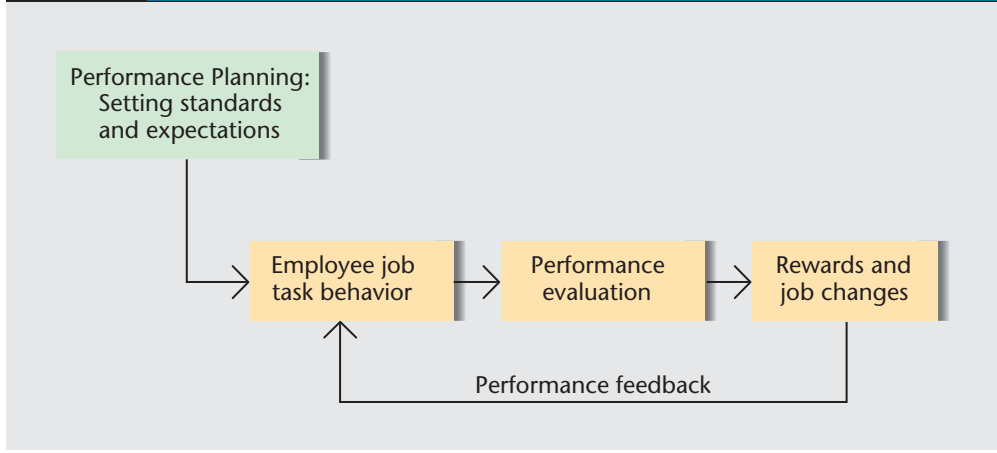 Performance Planning:
Setting standards
and expectations
Employee job
task behavior
Performance
evaluation
Rewards and
job changes
Performance feedback